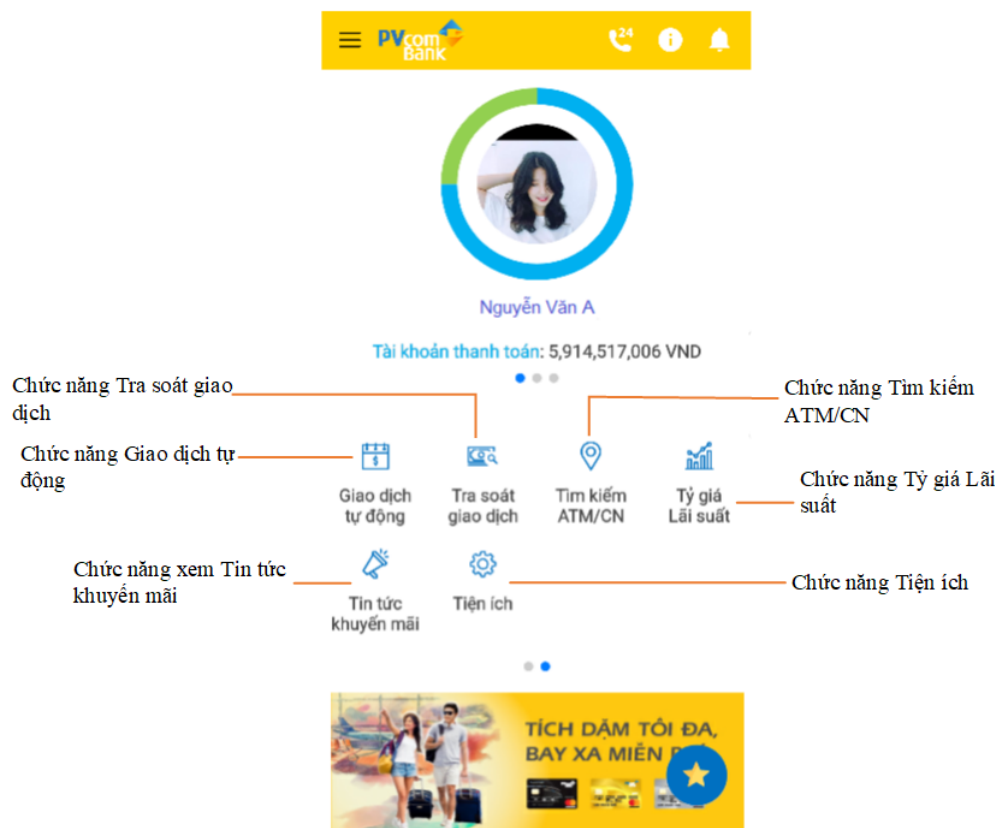 PVcom
Bank
24
Nguyễn Văn A
Tài khoản thanh toán: 5,914,517,006 VND
Chức năng Tra soát giao
dịch
Chức năng Tìm kiếm
ATM/CN
Chức năng Giao dịch tự
động
Giao dịch
tự động
Tra soát
giao dịch
Tìm kiếm
ATM/CN
Tỷ giá
Lãi suất
Chức năng Tỷ giá Lãi
suất
Chức năng xem Tin tức
khuyến mãi
Tin tức
khuyến mãi
Tiện ích
Chức năng Tiện ích
TÍCH DẶM TỐI ĐA,
BAY XA MIỄN